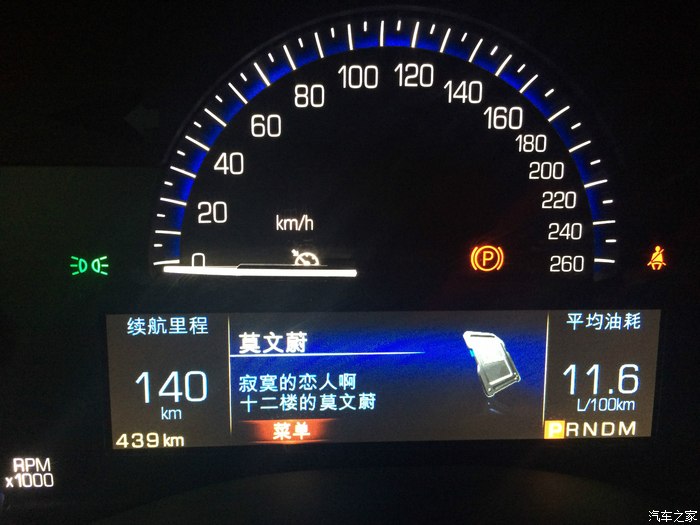 100 120
80 140
60 160
180
40 200
20 220
km/h 240
0 P 260
续航里程 平均油耗
莫文蔚
140 寂寞的恋人啊 11.6
km 十二楼的莫文蔚 L/100km
439km 菜单 PRNDM
RPM
x1000
汽车之家